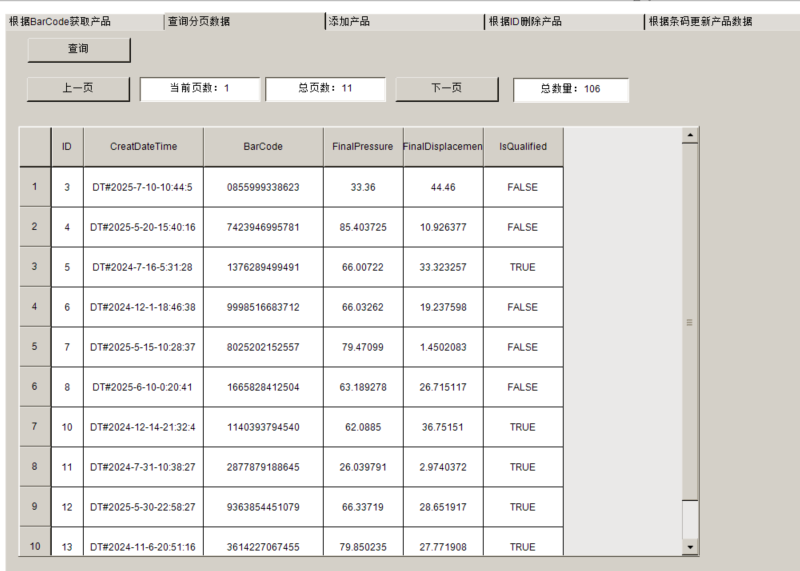 根据BarCode获取产品 查询分页数据 添加产品 根据ID删除产品 根据条码更新产品数据
查询
上一页 当前页数：1 总页数：11 下一页 总数量：106
ID CreatDateTime BarCode FinalPressure FinalDisplacemen IsQualified
1 3 DT#2025-7-10-10:44:5 0855999338623 33.36 44.46 FALSE
2 4 DT#2025-5-20-15:40:16 7423946995781 85.403725 10.926377 FALSE
3 5 DT#2024-7-16-5:31:28 1376289499491 66.00722 33.323257 TRUE
4 6 DT#2024-12-1-18:46:38 9998516683712 66.03262 19.237598 FALSE
5 7 DT#2025-5-15-10:28:37 8025202152557 79.47099 1.4502083 FALSE
6 8 DT#2025-6-10-0:20:41 1665828412504 63.189278 26.715117 FALSE
7 10 DT#2024-12-14-21:32:4 1140393794540 62.0885 36.75151 TRUE
8 11 DT#2024-7-31-10:38:27 2877879188645 26.039791 2.9740372 TRUE
9 12 DT#2025-5-30-22:58:27 9363854451079 66.33719 28.651917 TRUE
10 13 DT#2024-11-6-20:51:16 3614227067455 79.850235 27.771908 TRUE